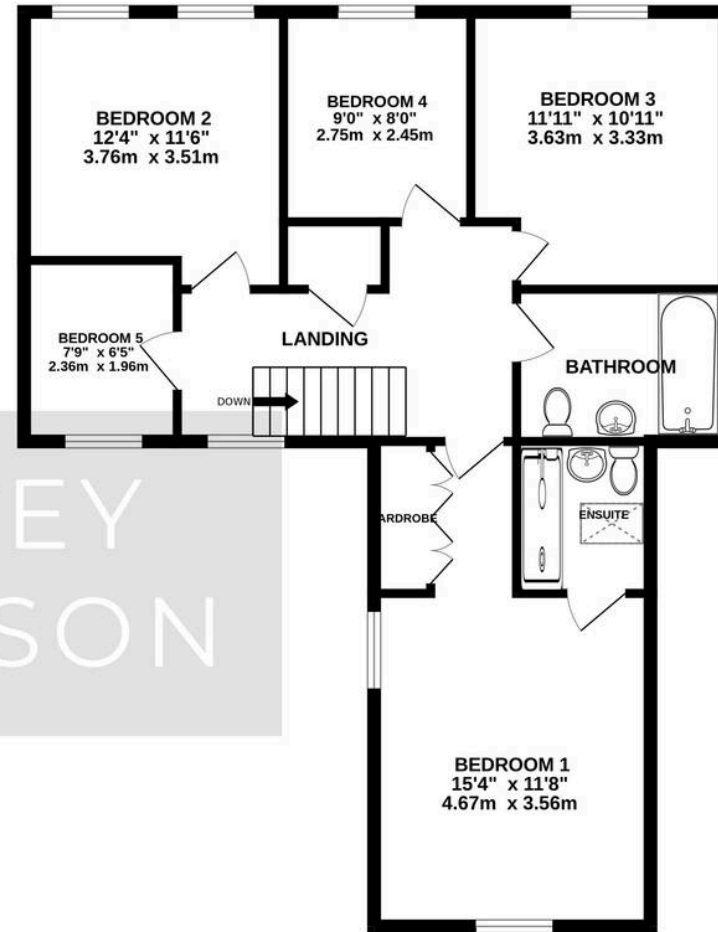 BEDROOM 2
12'4" x 11'6"
3.76m x 3.51m
BEDROOM 4
9'0" x 8'0"
2.75m x 2.45m
BEDROOM 3
11'11" x 10'11"
3.63m x 3.33m
BEDROOM 5
7'9" x 6'5"
2.36m x 1.96m
LANDING
BATHROOM
DOWN
ARDROBE
ENSUITE
EY
SON
BEDROOM 1
15'4" x 11'8"
4.67m x 3.56m